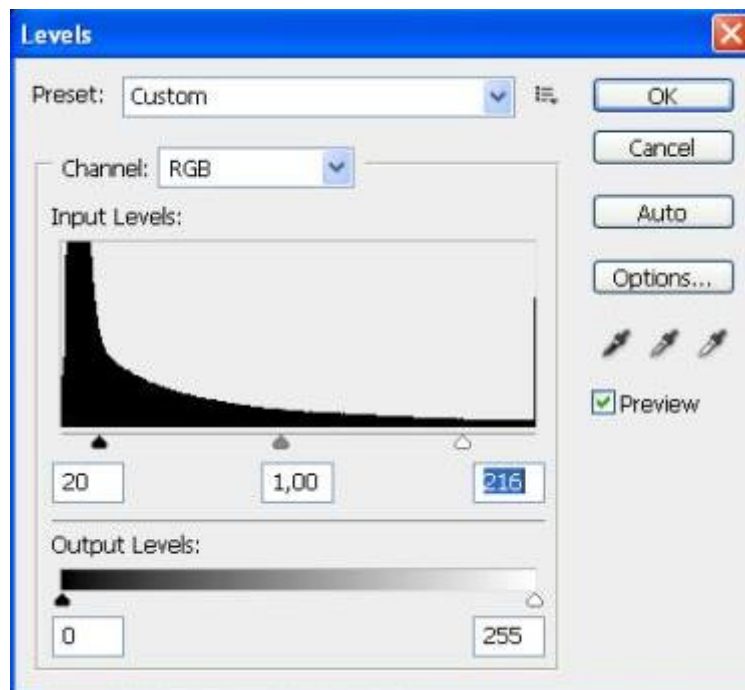 Levels
Preset: Custom
OK
Cancel
Channel: RGB
Auto
Input Levels:
Options...
Preview
20 1,00 216
Output Levels:
0 255